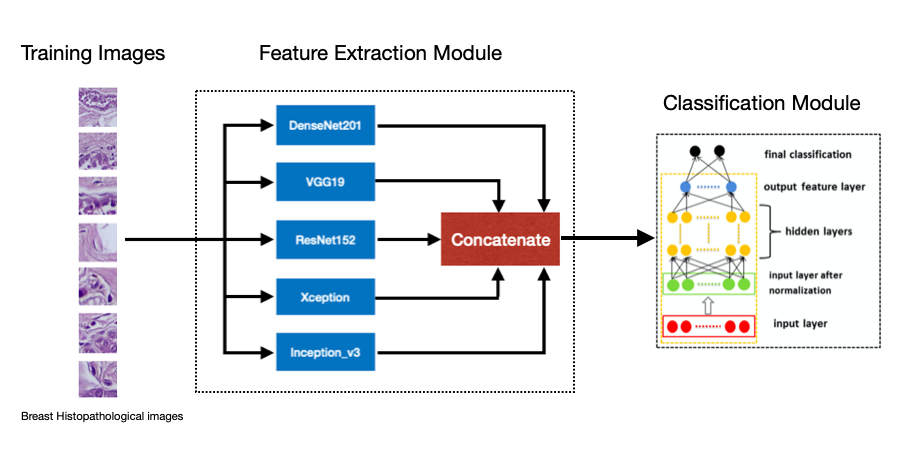 Training Images
Feature Extraction Module
Classification Module
DenseNet201
VGG19
ResNet152
Xception
Inception_v3
Concatenate
final classification
output feature layer
hidden layers
input layer after
normalization
input layer
Breast Histopathological images